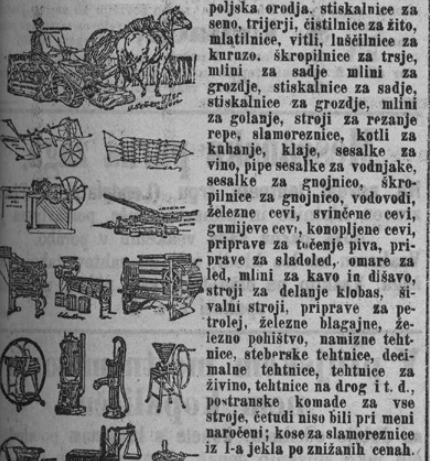 poljska orodja, stiskalnice za
seno, trijerji, čistilnice za žito,
mlatilnice, vitli, luščilnice za
kuruzo. škropilnice za trsje,
mlini za sadje mlini za
grozdje, stiskalnice za sadje,
stiskalnice za grozdje, mlini
za golanje, stroji za rezanje
repe, slamoreznice, kotli za
kuhanje, klaje, sesalke za
vino, pipe sesalke za vodnjake,
sesalke za gnojnico, škro-
pilnice za gnojnico, vodovodi,
železne cevi, svinčene cevi,
gumijeve cevi, konopljene cevi,
priprave za točenje piva, pri-
prave za sladoled, omare za
led, mlini za kavo in dišavo,
stroji za delanje klobas, ši-
valni stroji, priprave za pe-
trolej, železne blagajne, že-
lezno pohištvo, namizne teht-
nice, steberske tehtnice, deci-
malne tehtnice, tehtnice za
živino, tehtnice na drog i t. d.,
postranske komade za vse
stroje, četudi niso bili pri meni
naročeni; kose za slamoreznice
iz I-a jekla po znižanih cenah.